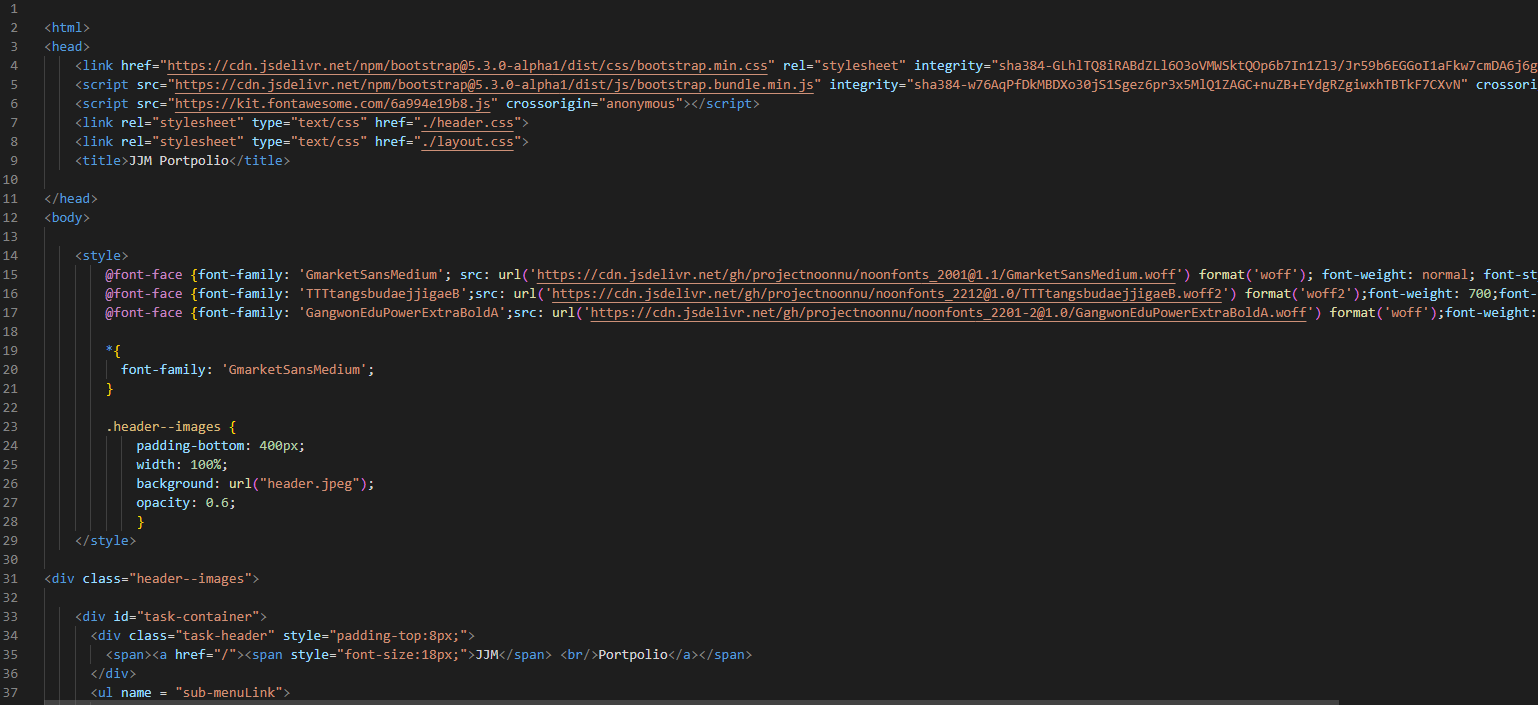 1
2 <html>
3 <head>
4 <link href="https://cdn.jsdelivr.net/npm/bootstrap@5.3.0-alpha1/dist/css/bootstrap.min.css" rel="stylesheet" integrity="sha384-GLhlTQ8iRABdZLl6O3oVMWSktQOp6b7In1Zl3/Jr59b6EGGoI1aFkw7cmDA6j6g
5 <script src="https://cdn.jsdelivr.net/npm/bootstrap@5.3.0-alpha1/dist/js/bootstrap.bundle.min.js" integrity="sha384-w76AqPfDkMBDXo30jS1Sgez6pr3x5MlQ1ZAGC+nuZB+EYdgRZgiwxhTBTkF7CXvN" crossori
6 <script src="https://kit.fontawesome.com/6a994e19b8.js" crossorigin="anonymous"></script>
7 <link rel="stylesheet" type="text/css" href="./header.css">
8 <link rel="stylesheet" type="text/css" href="./layout.css">
9 <title>JJM Portpolio</title>
10
11 </head>
12 <body>
13
14 <style>
15 @font-face {font-family: 'GmarketSansMedium'; src: url('https://cdn.jsdelivr.net/gh/projectnoonnu/noonfonts_2001@1.1/GmarketSansMedium.woff') format('woff'); font-weight: normal; font-st
16 @font-face {font-family: 'TTTtangsbudaejjigaeB';src: url('https://cdn.jsdelivr.net/gh/projectnoonnu/noonfonts_2212@1.0/TTTtangsbudaejjigaeB.woff2') format('woff2');font-weight: 700;font-
17 @font-face {font-family: 'GangwonEduPowerExtraBoldA';src: url('https://cdn.jsdelivr.net/gh/projectnoonnu/noonfonts_2201-2@1.0/GangwonEduPowerExtraBoldA.woff') format('woff');font-weight:
18
19 *{
20 font-family: 'GmarketSansMedium';
21 }
22
23 .header--images {
24 padding-bottom: 400px;
25 width: 100%;
26 background: url("header.jpeg");
27 opacity: 0.6;
28 }
29 </style>
30
31 <div class="header--images">
32
33 <div id="task-container">
34 <div class="task-header" style="padding-top:8px;">
35 <span><a href="/"><span style="font-size:18px;">JJM</span> <br/>Portpolio</a></span>
36 </div>
37 <ul name = "sub-menuLink">